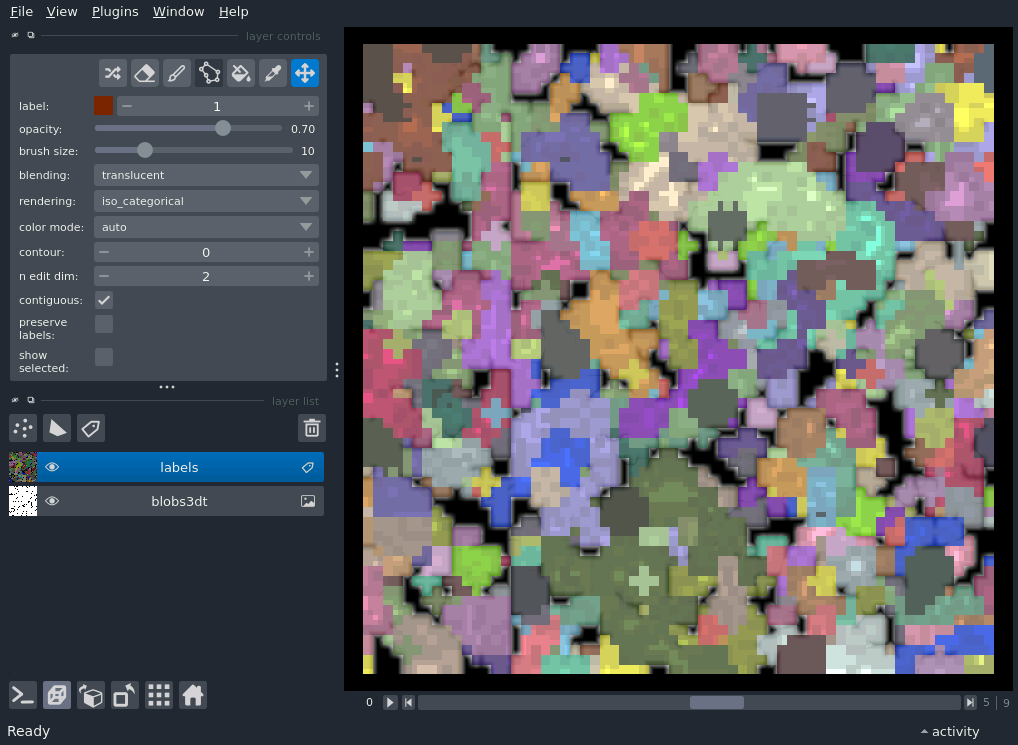 File View Plugins Window Help
layer controls
label: 1
opacity: 0.70
brush size: 10
blending: translucent
rendering: iso_categorical
color mode: auto
contour: 0
n edit dim: 2
contiguous:
preserve
labels:
show
selected:
layer list
labels
blobs3dt
0 5 9
Ready activity